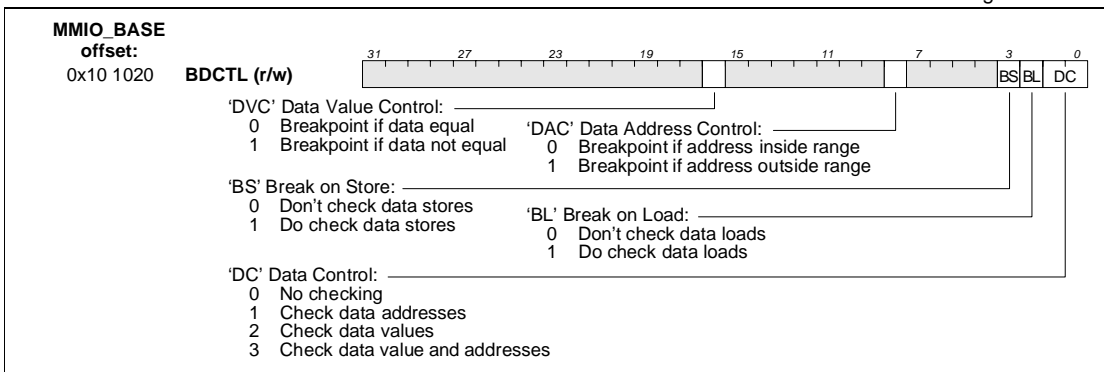 MMIO_BASE
offset:
31 27 23 19 15 11 7 3 0
0x10 1020 BDCTL (r/w) BS BL DC
‘DVC’ Data Value Control:
0 Breakpoint if data equal
1 Breakpoint if data not equal
‘DAC’ Data Address Control:
0 Breakpoint if address inside range
1 Breakpoint if address outside range
‘BS’ Break on Store:
0 Don’t check data stores
1 Do check data stores
‘BL’ Break on Load:
0 Don’t check data loads
1 Do check data loads
‘DC’ Data Control:
0 No checking
1 Check data addresses
2 Check data values
3 Check data value and addresses